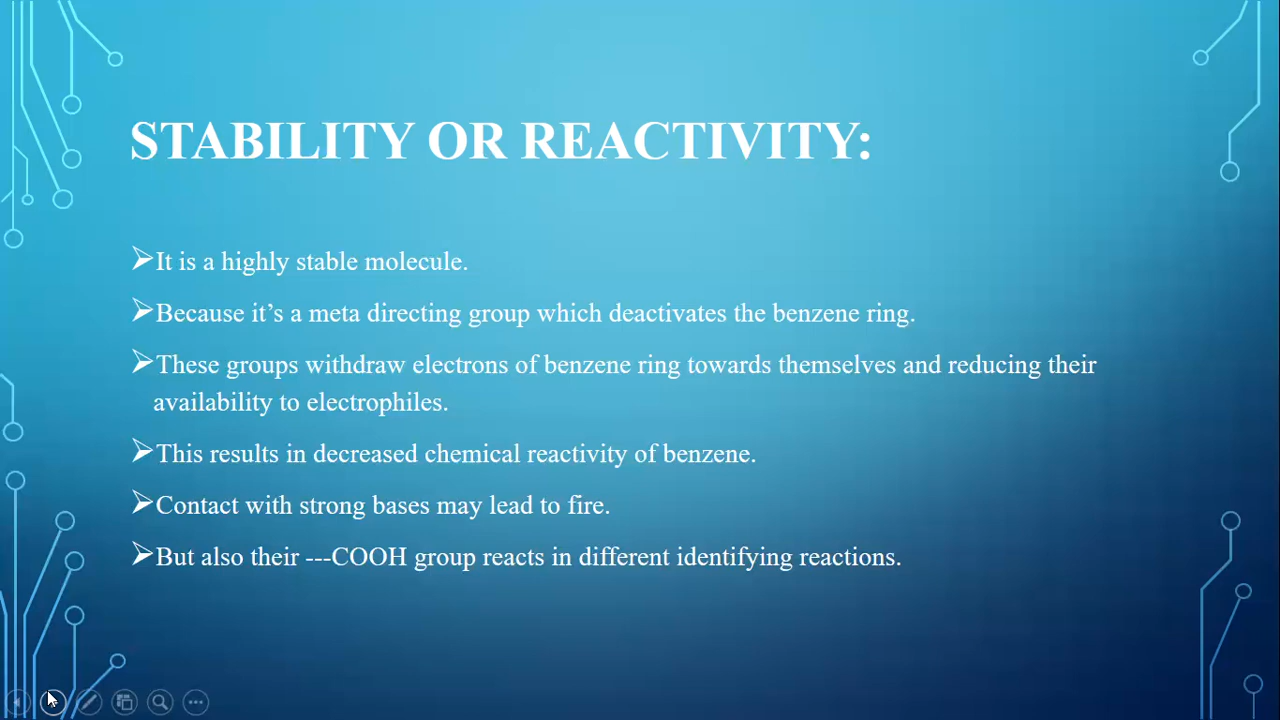 STABILITY OR REACTIVITY:
➢It is a highly stable molecule.
➢Because it’s a meta directing group which deactivates the benzene ring.
➢These groups withdraw electrons of benzene ring towards themselves and reducing their
availability to electrophiles.
➢This results in decreased chemical reactivity of benzene.
➢Contact with strong bases may lead to fire.
➢But also their ---COOH group reacts in different identifying reactions.